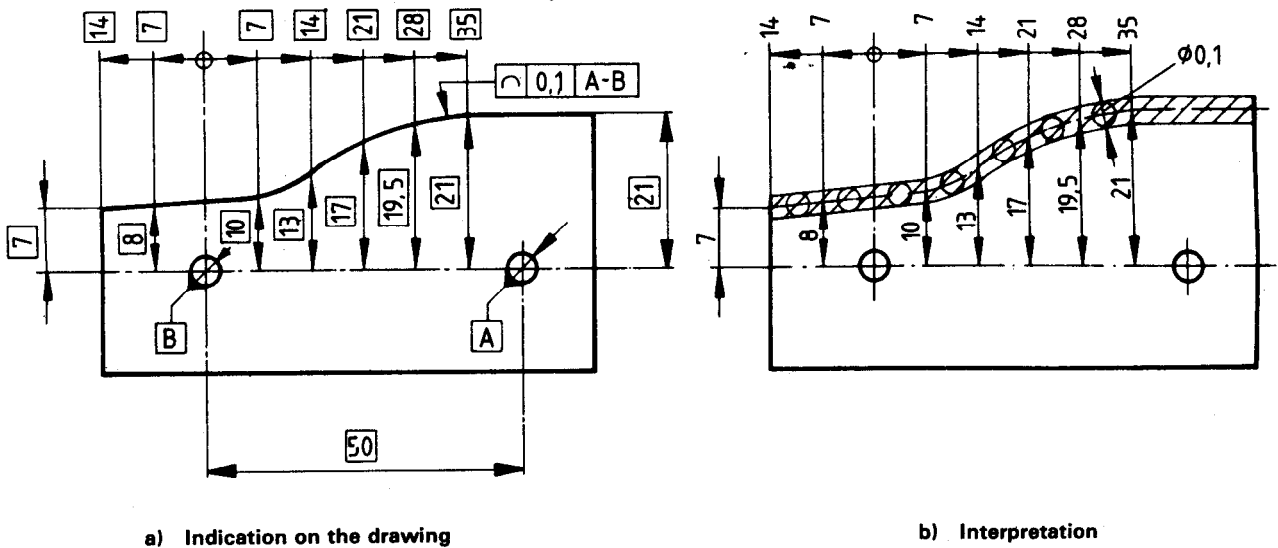 14 7 7 14 21 28 35
⌒ 0,1 A-B
7 8 10 13 17 19,5 21 21
B A
50
14 7 7 14 21 28 35
φ0,1
7 8 10 13 17 19,5 21
a) Indication on the drawing
b) Interpretation